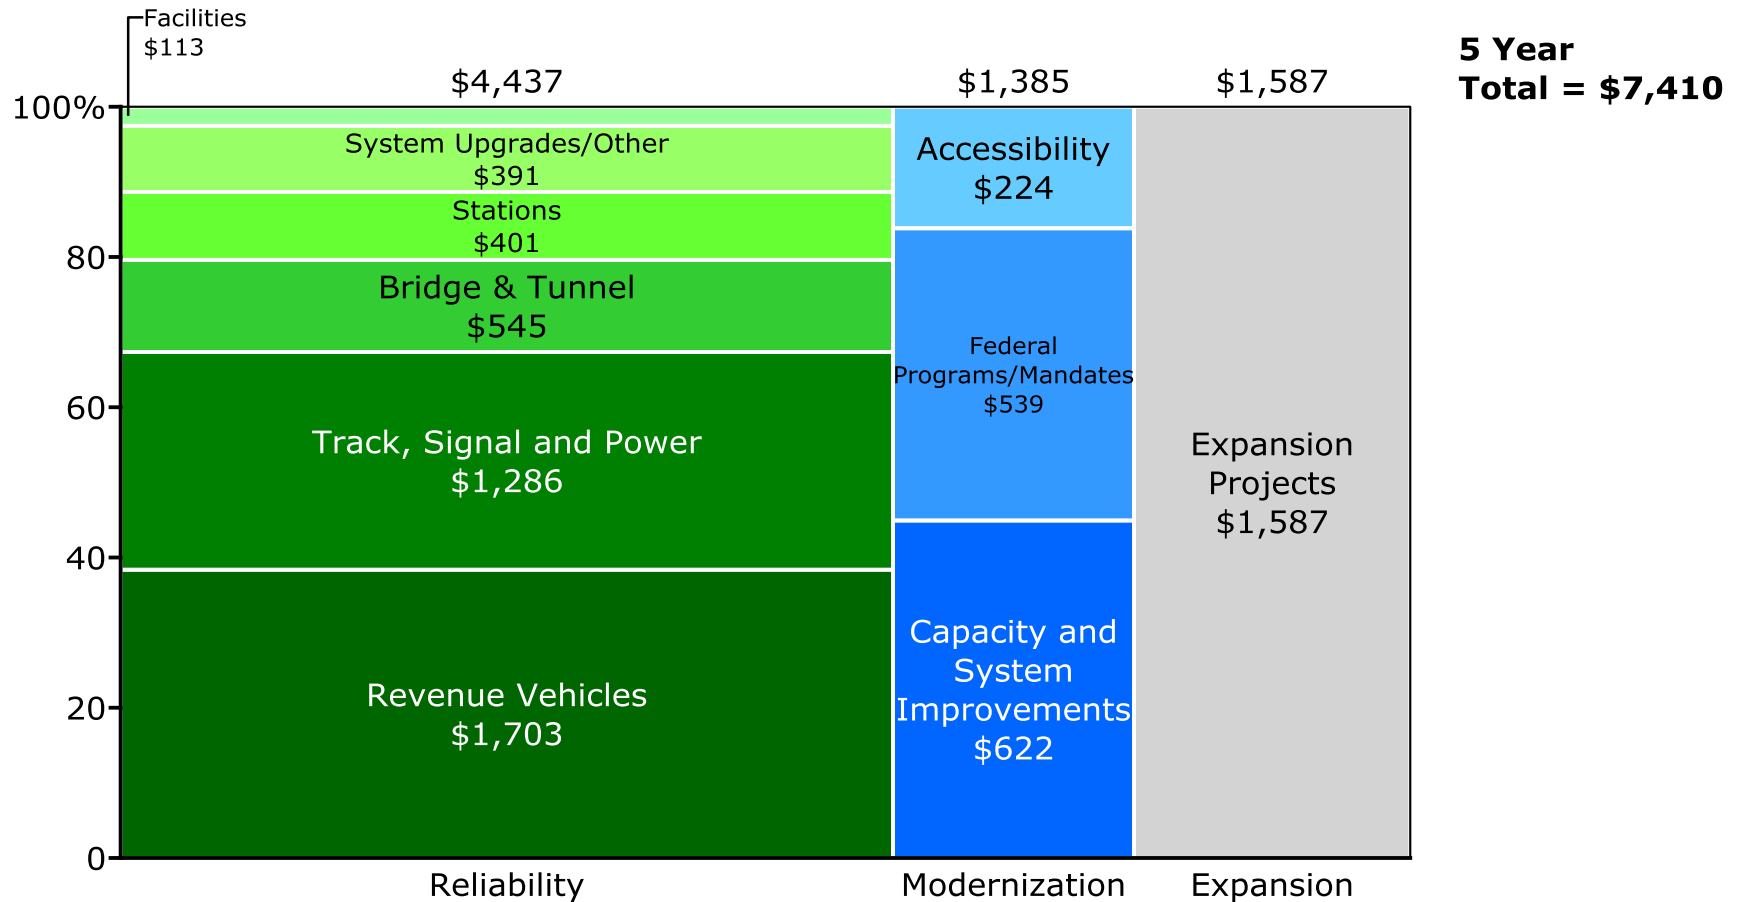 Facilities
$113
$4,437
$1,385
$1,587
5 Year
Total = $7,410
100%
80
60
40
20
0
System Upgrades/Other
$391
Stations
$401
Bridge & Tunnel
$545
Track, Signal and Power
$1,286
Revenue Vehicles
$1,703
Accessibility
$224
Federal
Programs/Mandates
$539
Capacity and
System
Improvements
$622
Expansion
Projects
$1,587
Reliability
Modernization
Expansion